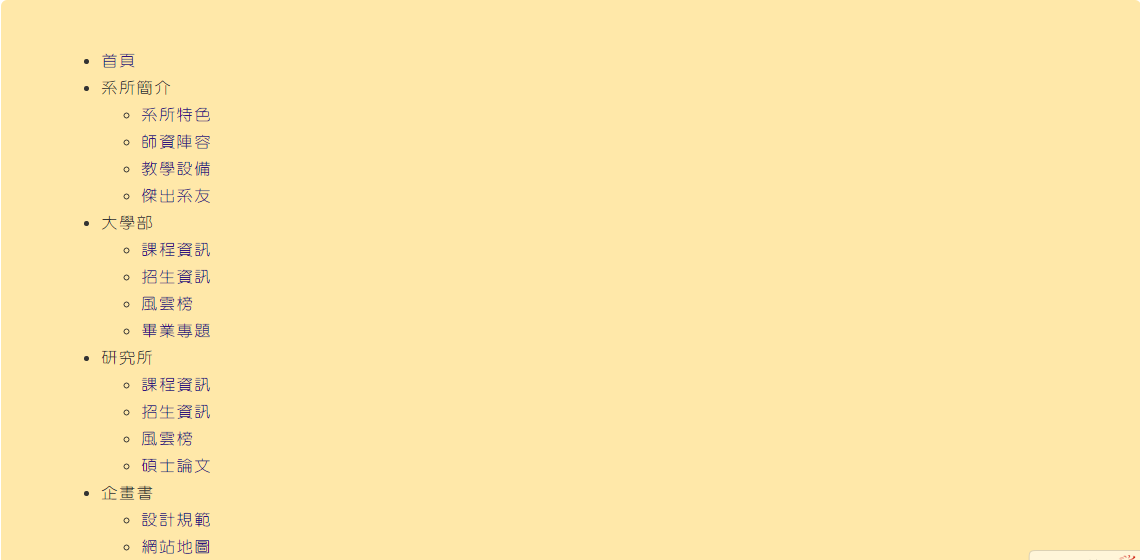 首頁
系所簡介
系所特色
師資陣容
教學設備
傑出系友
大學部
課程資訊
招生資訊
風雲榜
畢業專題
研究所
課程資訊
招生資訊
風雲榜
碩士論文
企畫書
設計規範
網站地圖